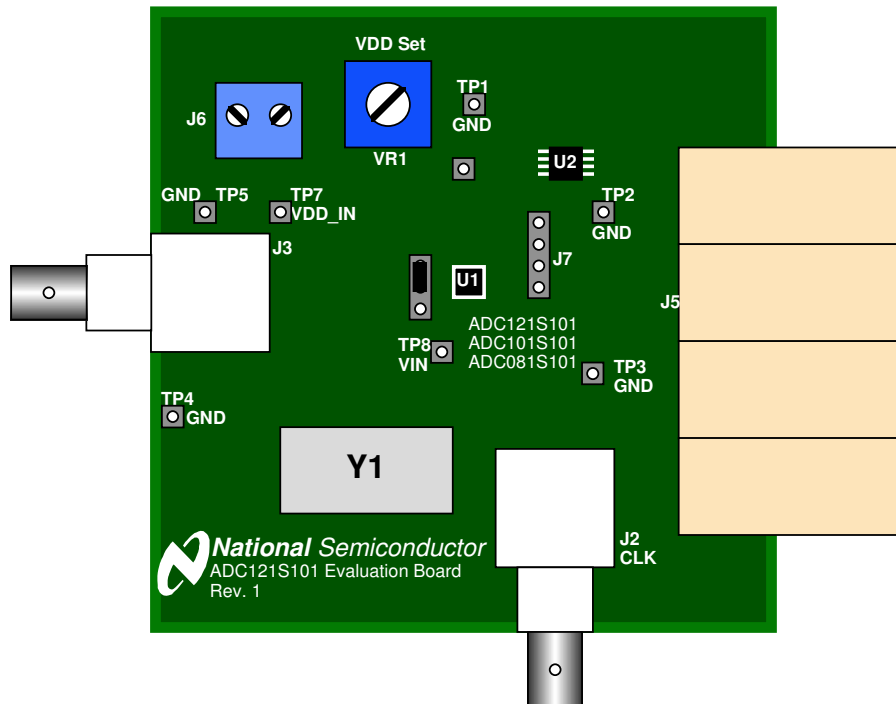 VDD Set
J6
VR1
TP1
GND
U2
GND TP5
TP7
VDD_IN
TP2
GND
J3
J7
U1
J5
ADC121S101
ADC101S101
ADC081S101
TP8
VIN
TP3
GND
TP4
GND
Y1
National Semiconductor
ADC121S101 Evaluation Board
Rev. 1
J2
CLK